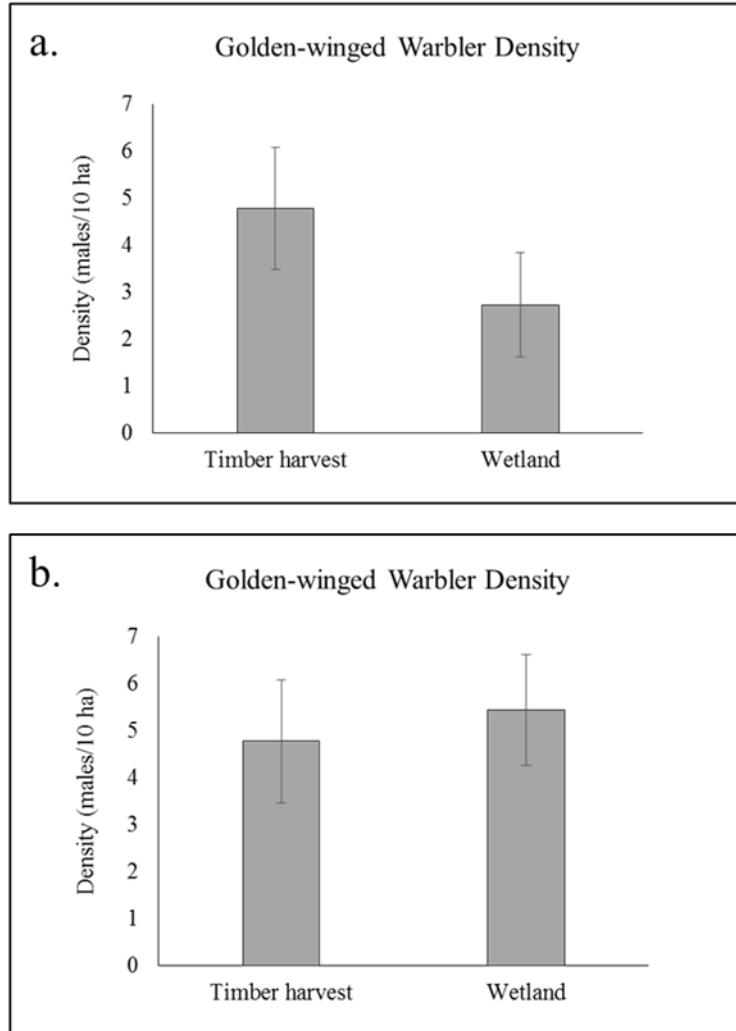 a.
Golden-winged Warbler Density
Density (males/10 ha)
7
6
5
4
3
2
1
0
Timber harvest Wetland
b.
Golden-winged Warbler Density
Density (males/10 ha)
7
6
5
4
3
2
1
0
Timber harvest Wetland